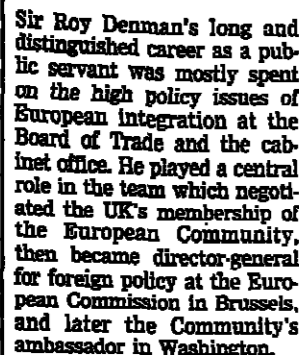 Sir Roy Denman's long and
distinguished career as a pub-
lic servant was mostly spent
on the high policy issues of
European integration at the
Board of Trade and the cab-
inet office. He played a central
role in the team which negoti-
ated the UK's membership of
the European Community,
then became director-general
for foreign policy at the Euro-
pean Commission in Brussels,
and later the Community's
ambassador in Washington.